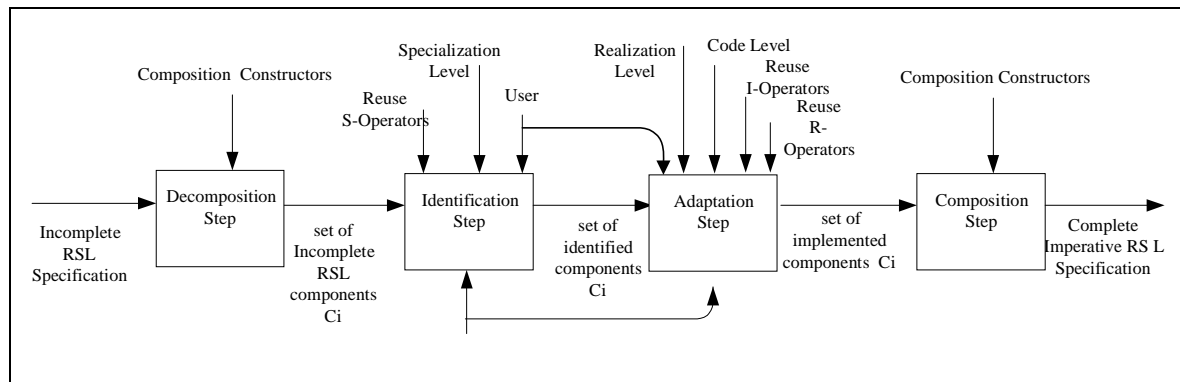 Composition Constructors
Reuse
S-Operators
Specialization
Level
User
Realization
Level
Code Level
Reuse
I-Operators
Reuse
R-
Operators
Composition Constructors
Incomplete
RSL
Specification
Decomposition
Step
set of
Incomplete
RSL
components
Ci
Identification
Step
set of
identified
components
Ci
Adaptation
Step
set of
implemented
components Ci
Composition
Step
Complete
Imperative RS L
Specification